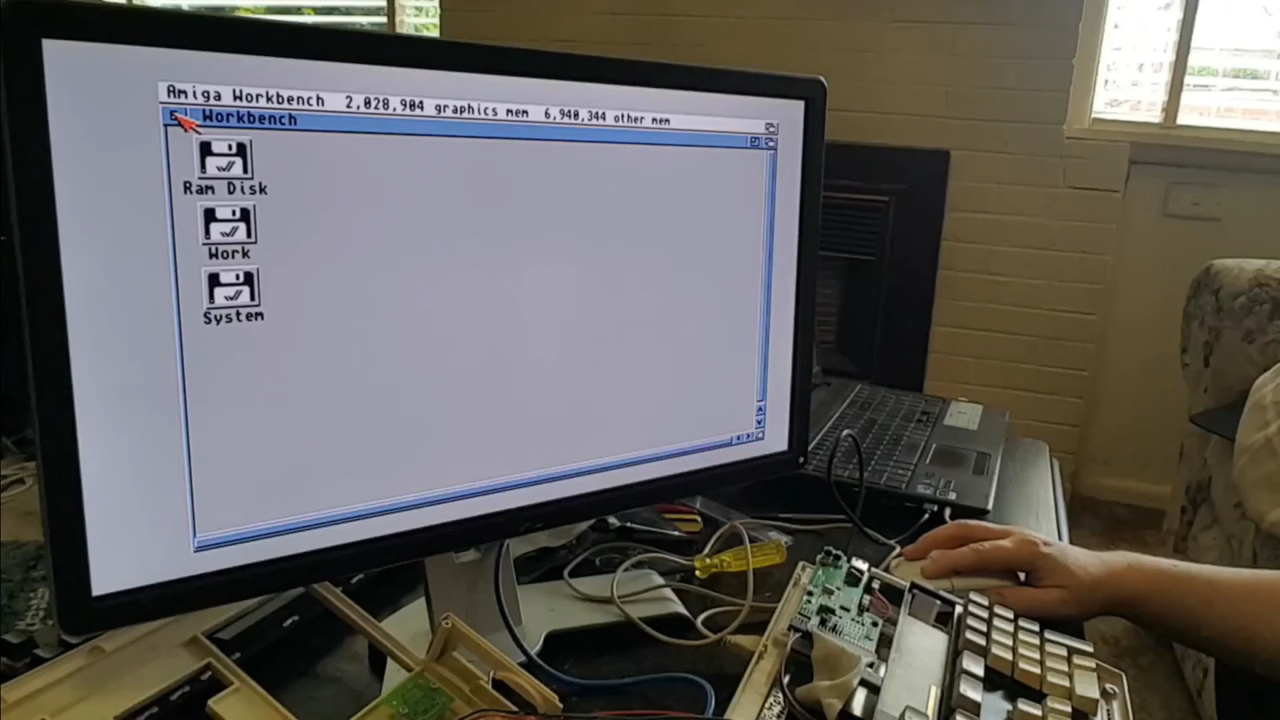 Amiga Workbench 2,028,904 graphics mem 6,940,344 other mem
Workbench
Ram Disk
Work
System